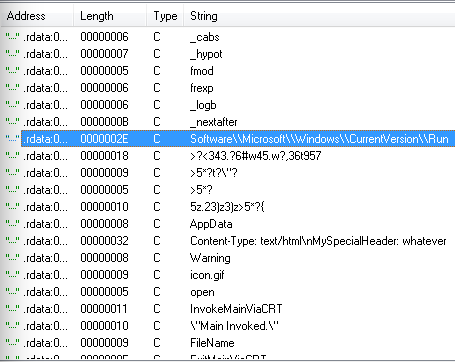 Address Length Type String
.rdata:0... 00000006 C _cabs
.rdata:0... 00000007 C _hypot
.rdata:0... 00000005 C fmod
.rdata:0... 00000006 C frexp
.rdata:0... 00000006 C _logb
.rdata:0... 0000000B C _nextafter
.rdata:0... 0000002E C Software\\Microsoft\\Windows\\CurrentVersion\\Run
.rdata:0... 00000018 C >?<343.?6#w45.w?,36t957
.rdata:0... 00000009 C >5*?t?\"?
.rdata:0... 00000005 C >5*?
.rdata:0... 00000010 C 5z.23)z3)z>5*?{
.rdata:0... 00000008 C AppData
.rdata:0... 00000032 C Content-Type: text/html\nMySpecialHeader: whatever
.rdata:0... 00000008 C Warning
.rdata:0... 00000009 C icon.gif
.rdata:0... 00000005 C open
.rdata:0... 00000011 C InvokeMainViaCRT
.rdata:0... 00000010 C \"Main Invoked.\"
.rdata:0... 00000009 C FileName
.rdata:0... 0000000F C ExitMainViaCRT